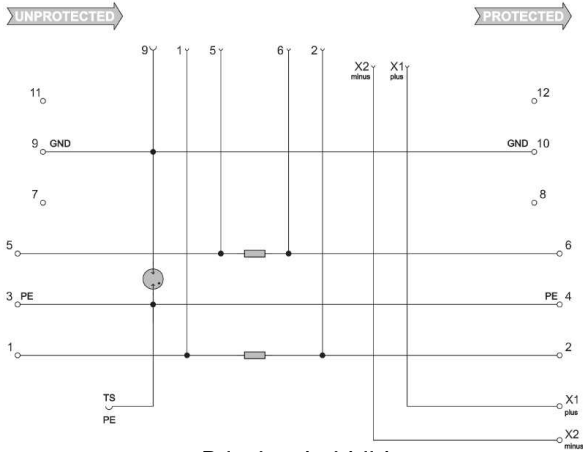 UNPROTECTED PROTECTED
9 1 5 6 2 X2 minus X1 plus
11 12
9 GND GND 10
7 8
5 6
3 PE PE 4
1 2
TS
PE
X1
plus
X2
minus